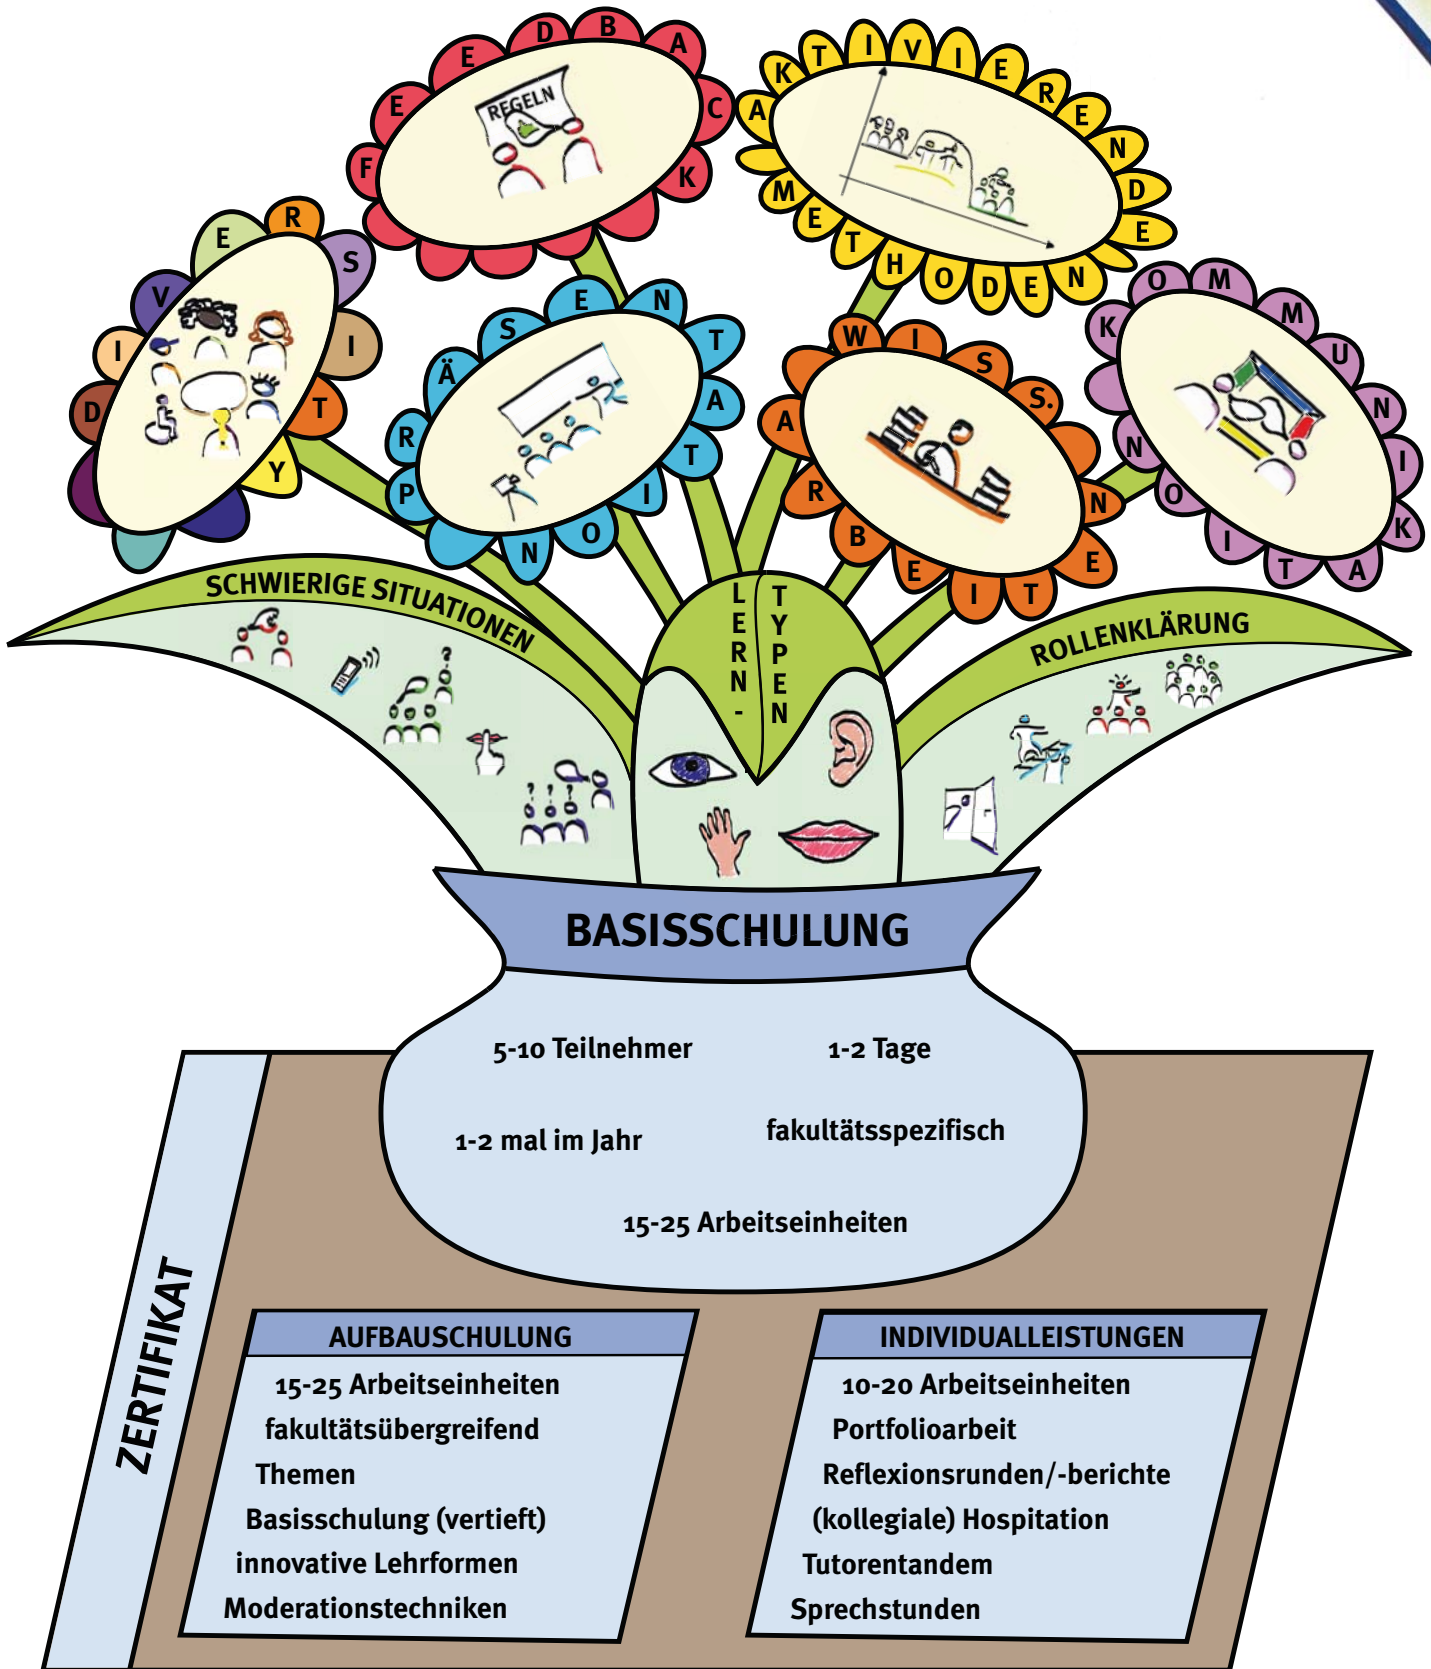 FEEDBACK
REGELN
AKTIVIERENDE
METHODEN
DIVERSITY
PRÄSENTATION
WISS.
ARBEITEN
KOMMUNIKATION
SCHWIERIGE SITUATIONEN
LERN-
TYPEN
ROLLENKLÄRUNG
?
? ? ?
BASISSCHULUNG
5-10 Teilnehmer
1-2 Tage
1-2 mal im Jahr
fakultätsspezifisch
15-25 Arbeitseinheiten
ZERTIFIKAT
AUFBAUSCHULUNG
15-25 Arbeitseinheiten
fakultätsübergreifend
Themen
Basisschulung (vertieft)
innovative Lehrformen
Moderationstechniken
INDIVIDUALLEISTUNGEN
10-20 Arbeitseinheiten
Portfolioarbeit
Reflexionsrunden/-berichte
(kollegiale) Hospitation
Tutorentandem
Sprechstunden